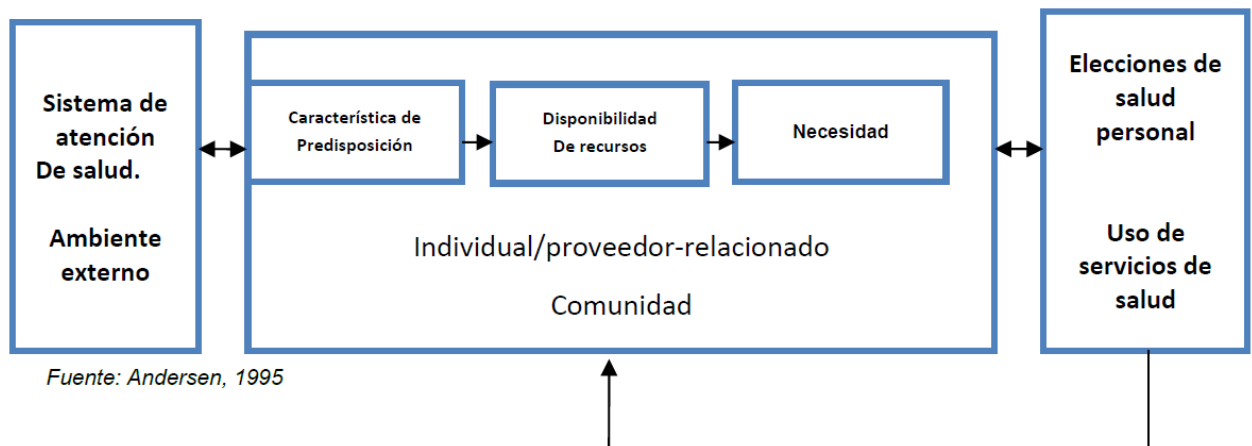 Sistema de
atención
De salud.
Ambiente
externo
Característica de
Predisposición
Disponibilidad
De recursos
Necesidad
Individual/proveedor-relacionado
Comunidad
Elecciones de
salud
personal
Uso de
servicios de
salud
Fuente: Andersen, 1995